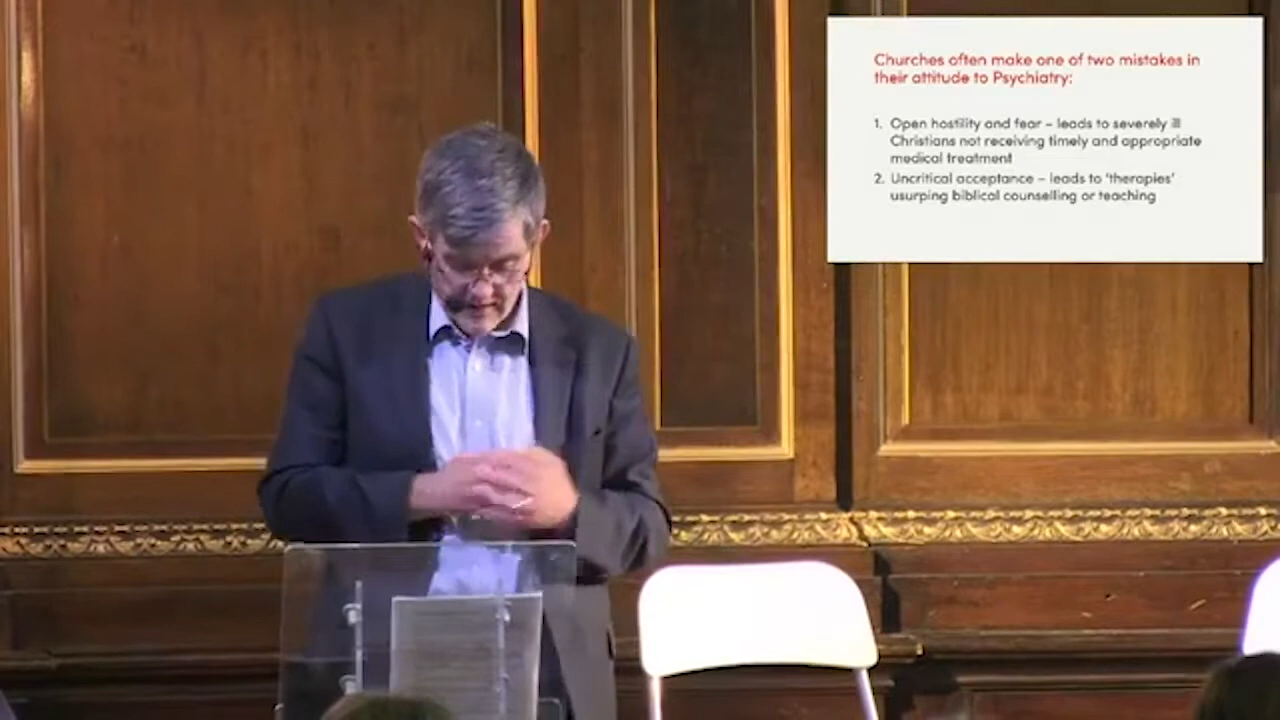 Churches often make one of two mistakes in
their attitude to Psychiatry:
1. Open hostility and fear – leads to severely ill
Christians not receiving timely and appropriate
medical treatment
2. Uncritical acceptance – leads to ‘therapies’
usurping biblical counselling or teaching